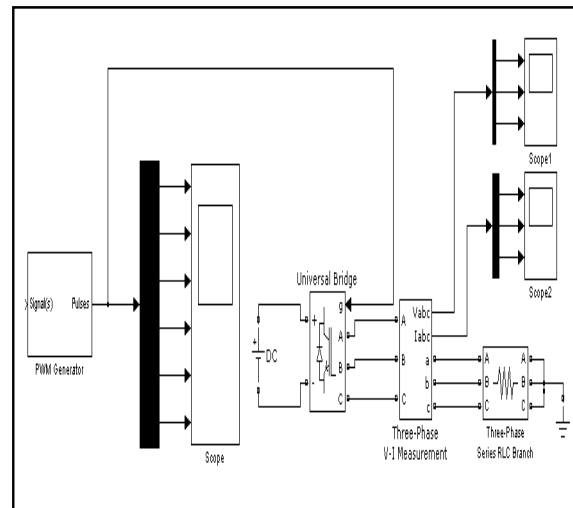 Scope1
Scope2
Signal(s) Pulses
PWM Generator
Scope
Universal Bridge
g
+
A
B
-
C
+
DC
A
B
C
Vabc
Iabc
a
b
c
Three-Phase
V-I Measurement
A A
B B
C C
Three-Phase
Series RLC Branch